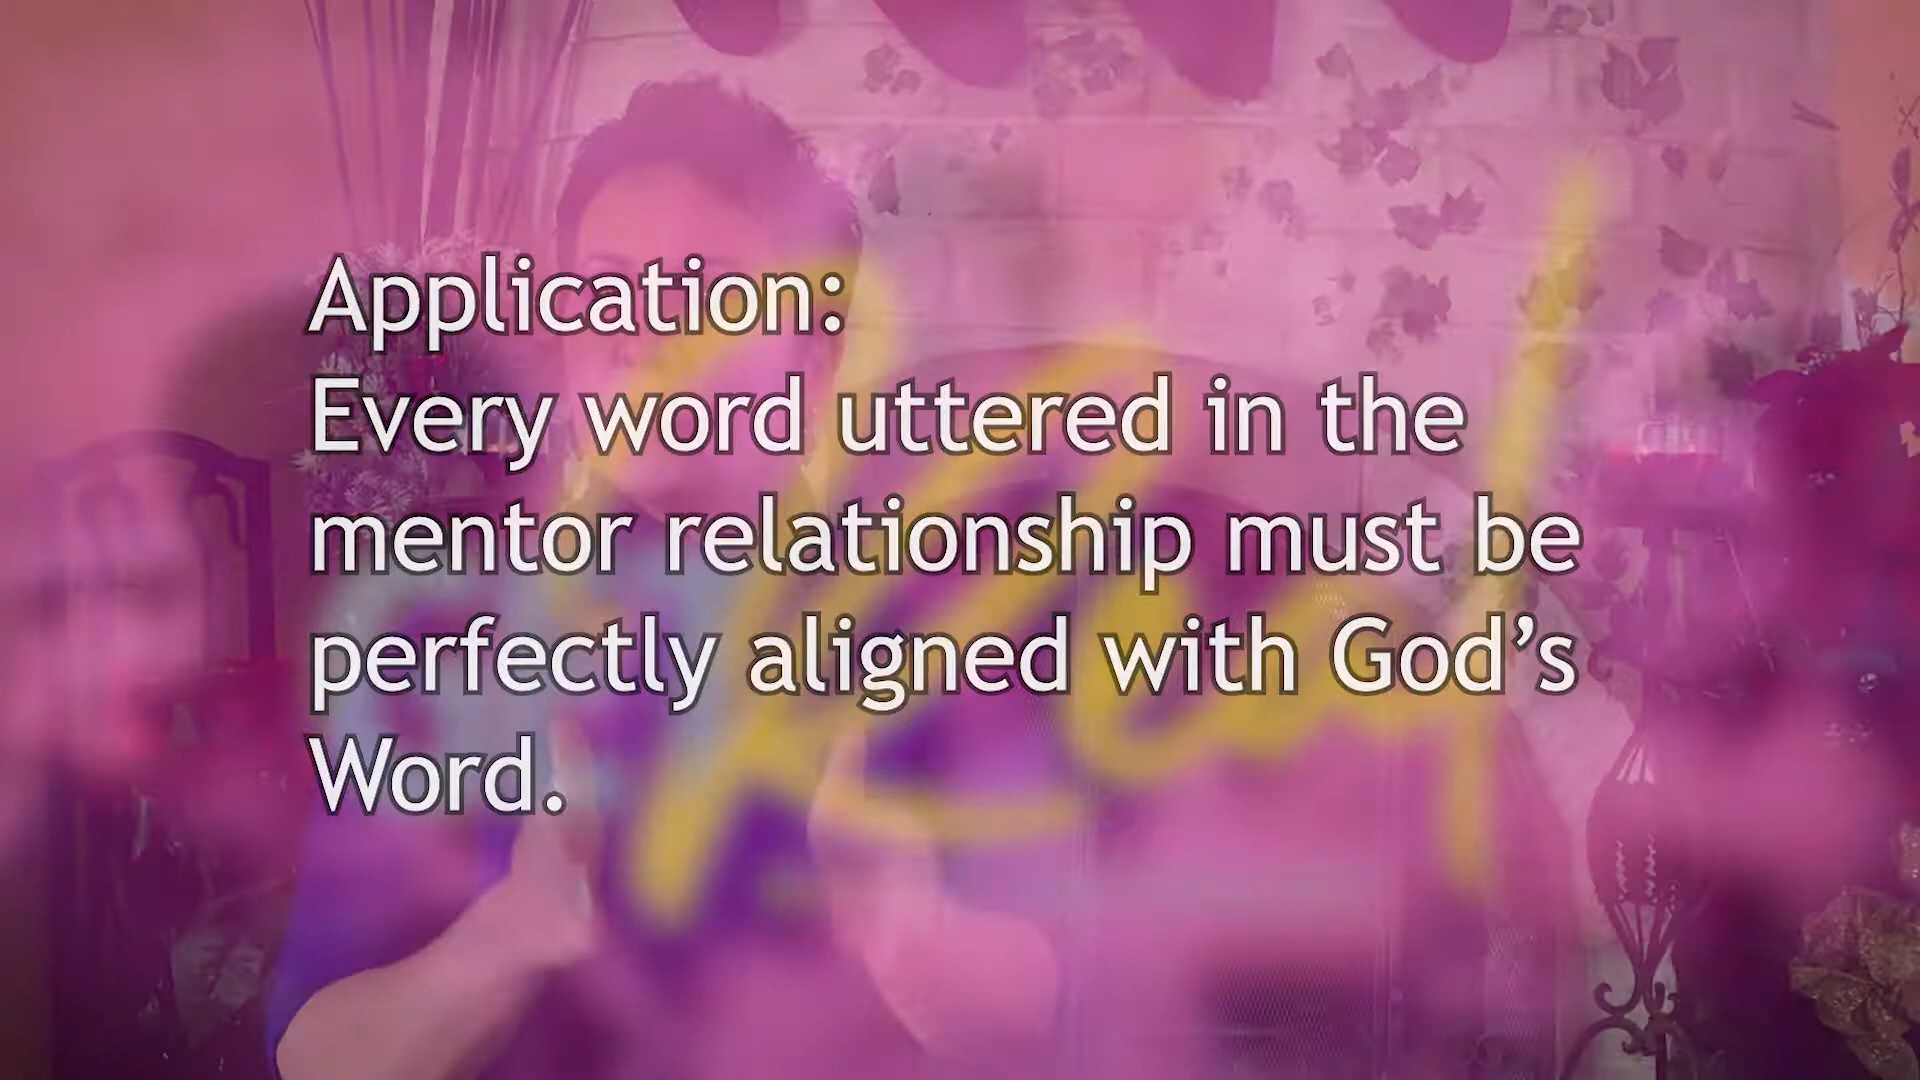 Application:
Every word uttered in the
mentor relationship must be
perfectly aligned with God’s
Word.